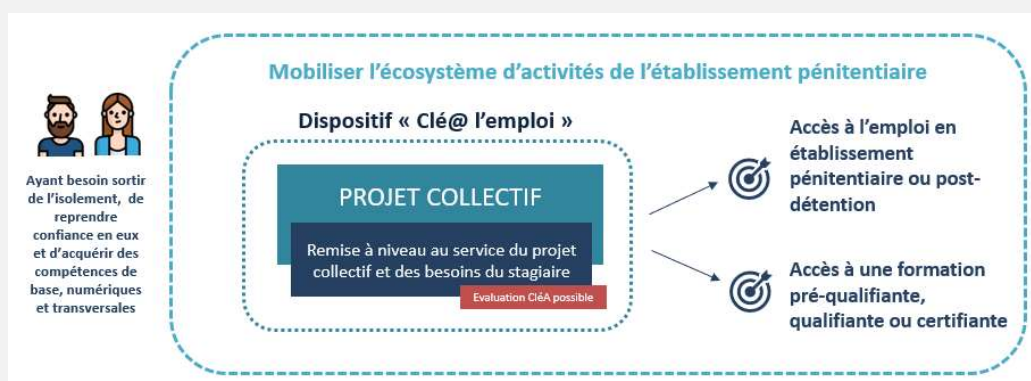 Mobiliser l’écosystème d’activités de l’établissement pénitentiaire
Ayant besoin sortir
de l’isolement, de
reprendre
confiance en eux
et d’acquérir des
compétences de
base, numériques
et transversales
Dispositif « Clé@ l’emploi »
PROJET COLLECTIF
Remise à niveau au service du projet
collectif et des besoins du stagiaire
Evaluation CléA possible
Accès à l’emploi en
établissement
pénitentiaire ou post-
détention
Accès à une formation
pré-qualifiante,
qualifiante ou certifiante